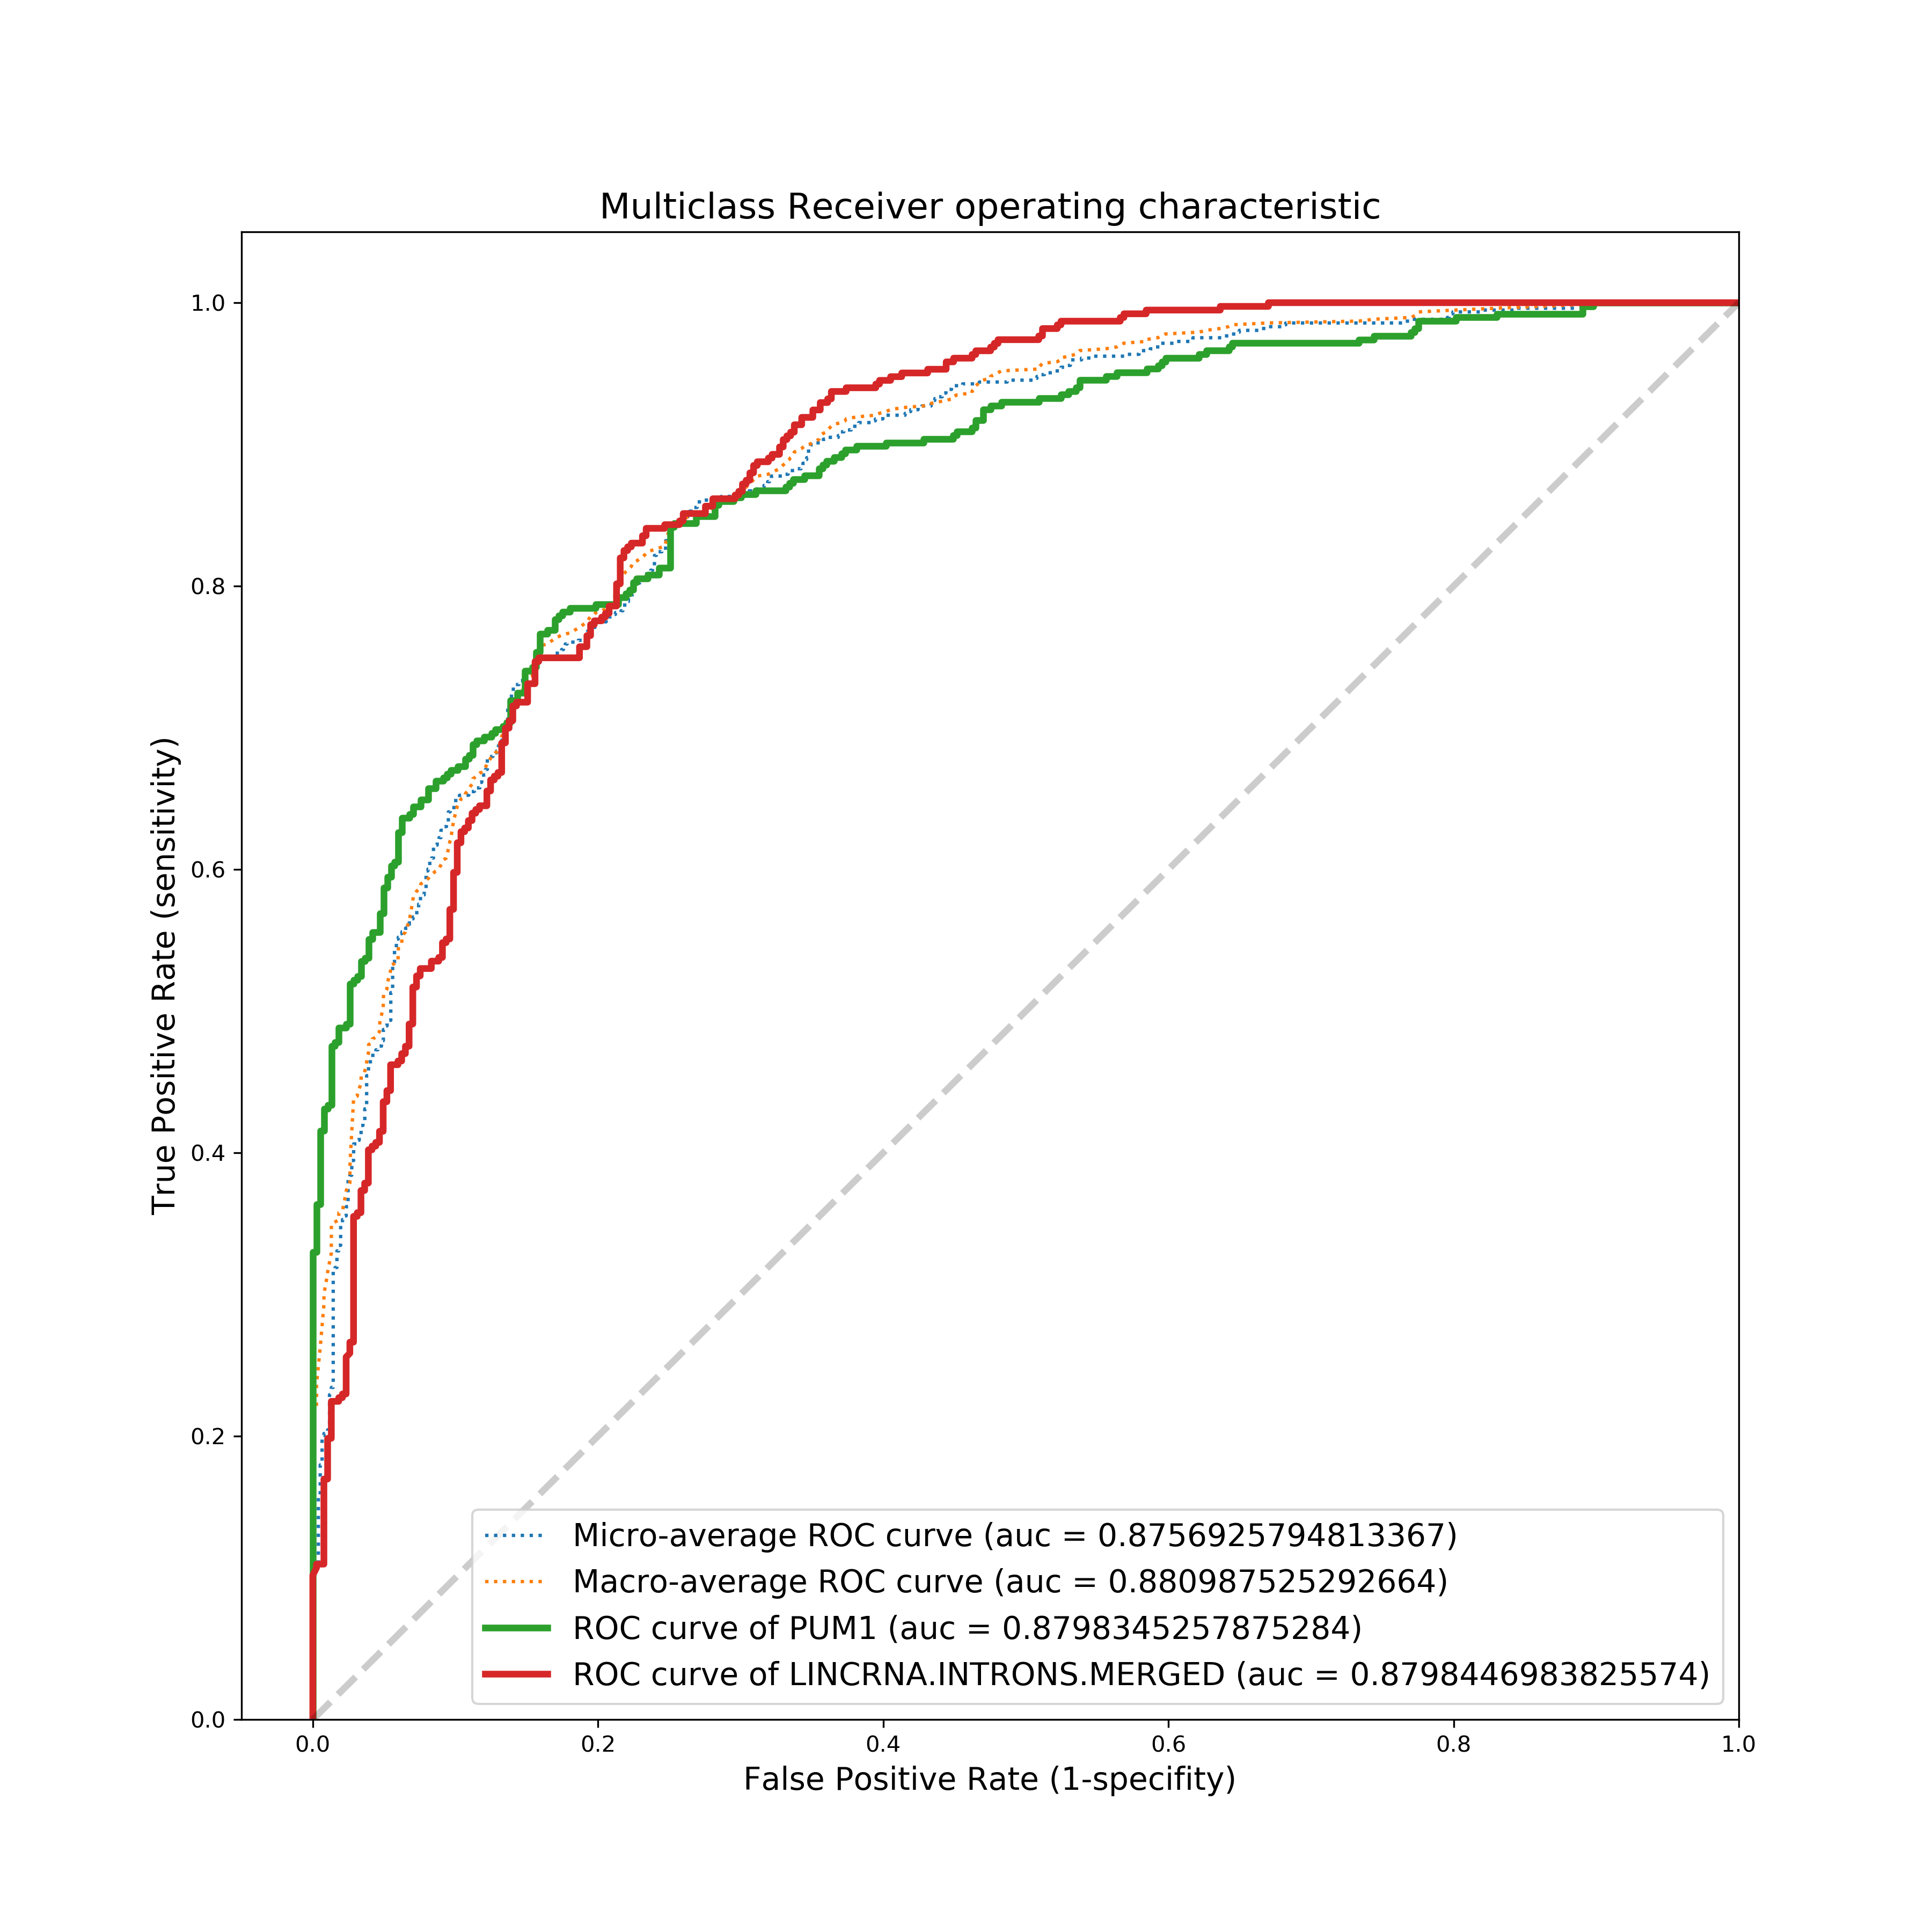 Multiclass Receiver operating characteristic
1.0
0.8
0.6
0.4
0.2
0.0
True Positive Rate (sensitivity)
Micro-average ROC curve (auc = 0.8756925794813367)
Macro-average ROC curve (auc = 0.880987525292664)
ROC curve of PUM1 (auc = 0.8798345257875284)
ROC curve of LINCRNA.INTRONS.MERGED (auc = 0.8798446983825574)
0.0 0.2 0.4 0.6 0.8 1.0
False Positive Rate (1-specifity)